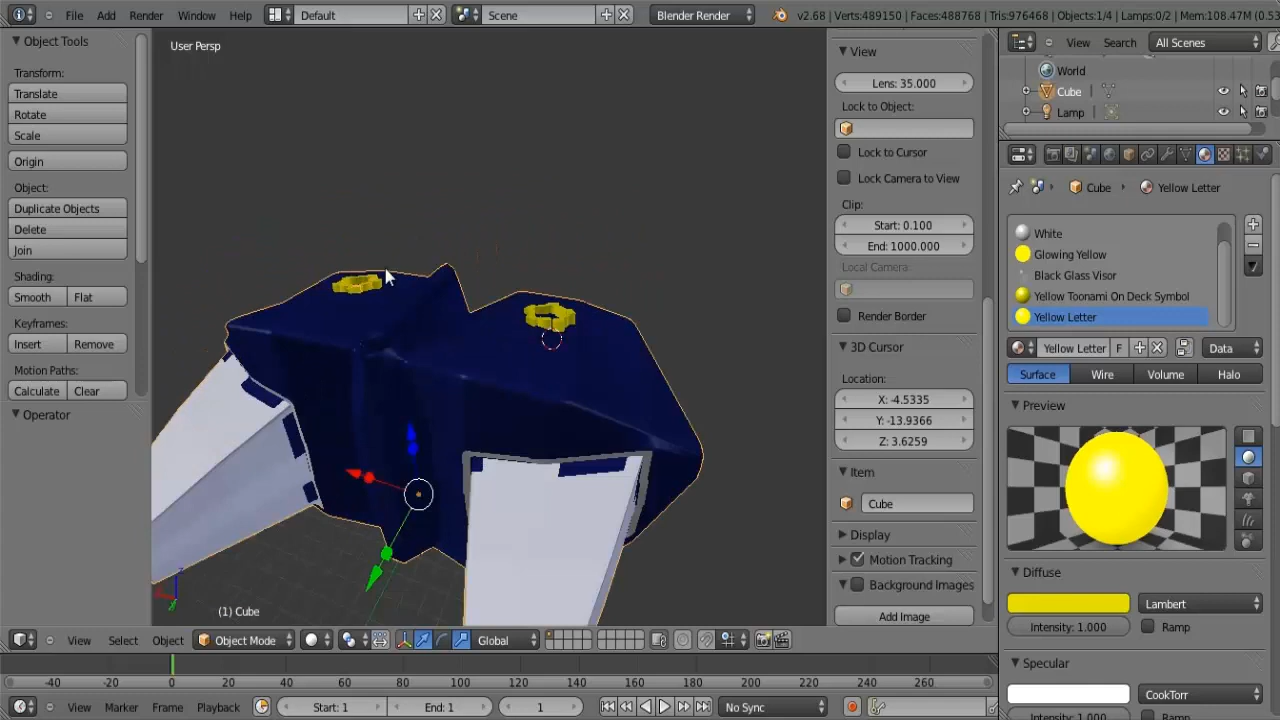 File Add Render Window Help Default Scene Blender Render v2.68 | Verts:489150 | Faces:488768 | Tris:976468 | Objects:1/4 | Lamps:0/2 | Mem:108.47M (0.53
Object Tools
Transform:
Translate
Rotate
Scale
Origin
Object:
Duplicate Objects
Delete
Join
Shading:
Smooth Flat
Keyframes:
Insert Remove
Motion Paths:
Calculate Clear
Operator
User Persp
(1) Cube
View
Lens: 35.000
Lock to Object:
Lock to Cursor
Lock Camera to View
Clip:
Start: 0.100
End: 1000.000
Local Camera
Render Border
3D Cursor
Location:
X: -4.5335
Y: -13.9366
Z: 3.6259
Item
Cube
Display
Motion Tracking
Background Images
Add Image
View Search All Scenes
World
Cube
Lamp
Cube Yellow Letter
White
Glowing Yellow
Black Glass Visor
Yellow Toonami On Deck Symbol
Yellow Letter
Yellow Letter F Data
Surface Wire Volume Halo
Preview
Diffuse
Lambert
Intensity: 1.000 Ramp
Specular
CookTorr
Intensity: 1.000 Ramp
View Select Object Object Mode Global
-40 -20 0 20 40 60 80 100 120 140 160 180 200 220 240 260
View Marker Frame Playback Start: 1 End: 1 1 No Sync